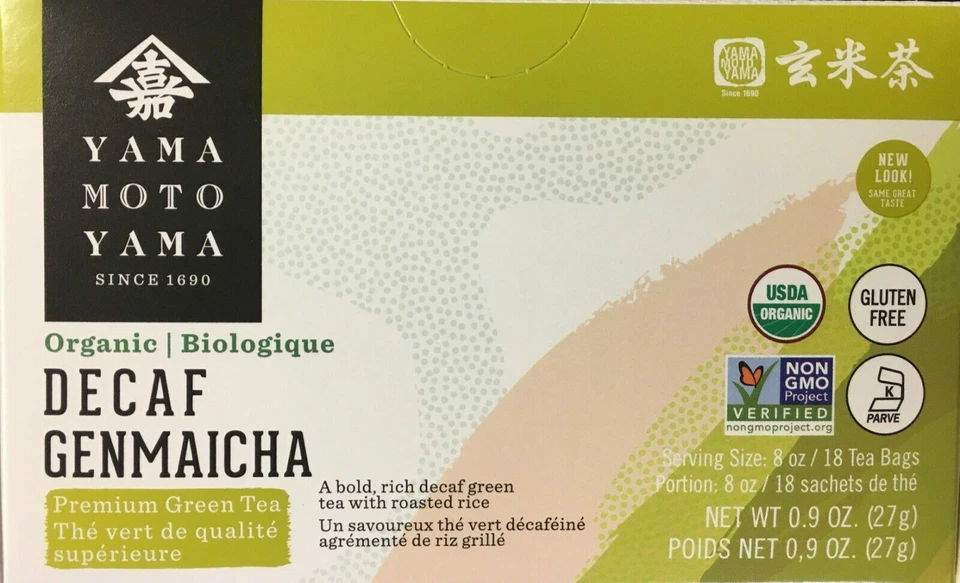 嘉
YAMA
MOTO
YAMA
SINCE 1690
YAMA
MOTO
YAMA
Since 1690
玄米茶
NEW
LOOK!
SAME GREAT
TASTE
USDA
ORGANIC
GLUTEN
FREE
NON
GMO
Project
VERIFIED
nongmoproject.org
K
PARVE
Organic | Biologique
DECAF
GENMAICHA
Premium Green Tea
Thé vert de qualité
supérieure
A bold, rich decaf green
tea with roasted rice
Un savoureux thé vert décaféiné
agrémenté de riz grillé
Serving Size: 8 oz / 18 Tea Bags
Portion: 8 oz / 18 sachets de thé
NET WT 0.9 OZ. (27g)
POIDS NET 0,9 OZ. (27g)